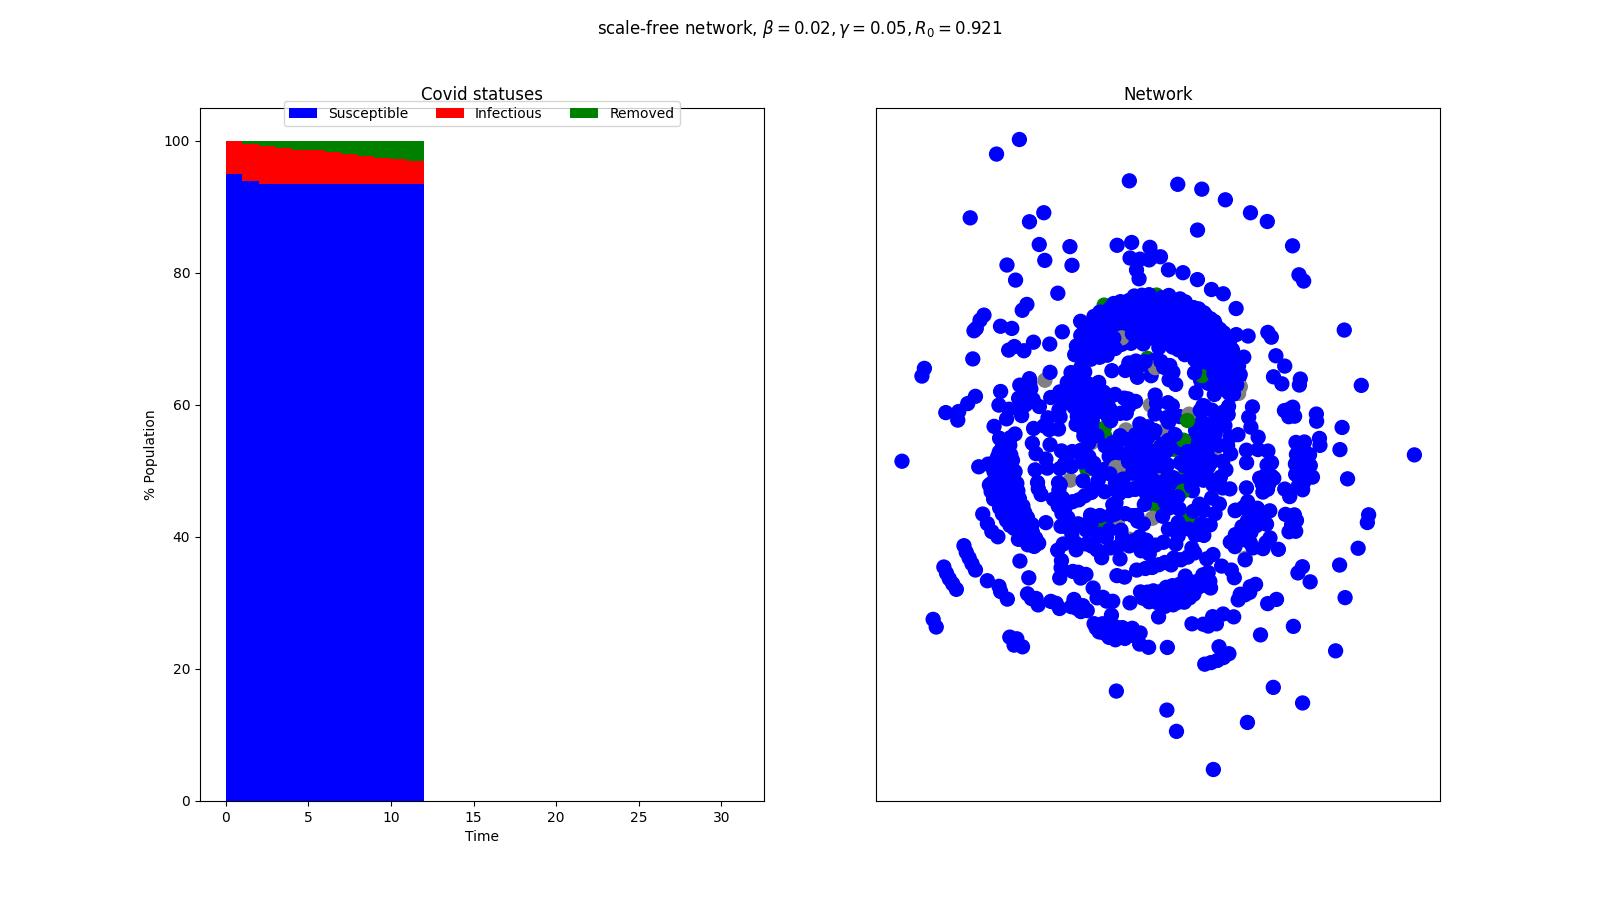 scale-free network, β = 0.02, γ = 0.05, R₀ = 0.921
Covid statuses
Susceptible Infectious Removed
100
80
60
40
20
0
% Population
0 5 10 15 20 25 30
Time
Network